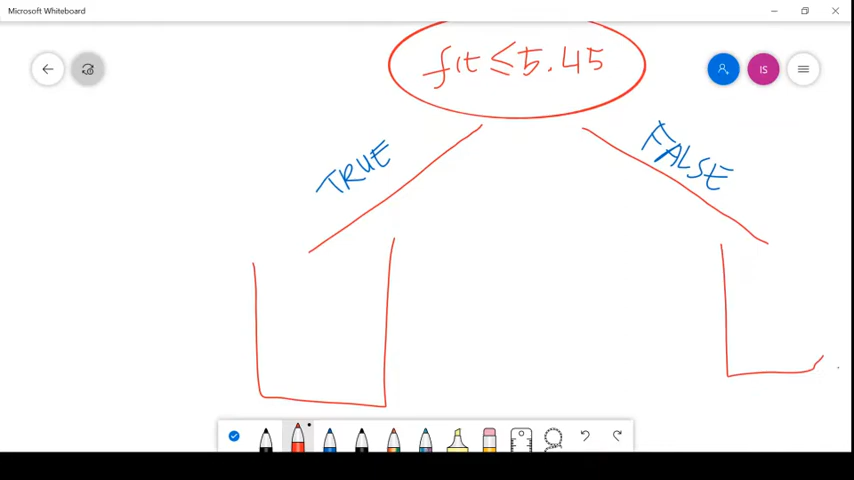 Microsoft Whiteboard
fit ≤ 5.45
IS
TRUE
FALSE